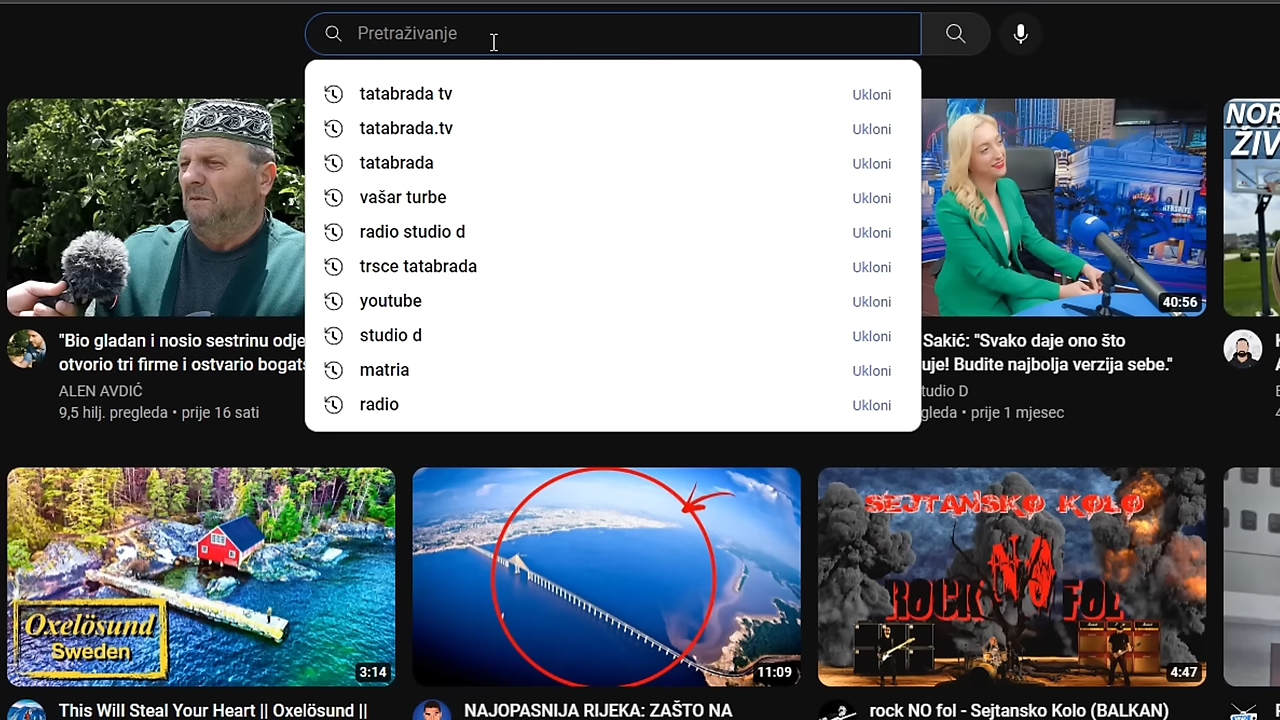 Pretraživanje
tatabrada tv Ukloni
tatabrada.tv Ukloni
tatabrada Ukloni
vašar turbe Ukloni
radio studio d Ukloni
trsce tatabrada Ukloni
youtube Ukloni
studio d Ukloni
matria Ukloni
radio Ukloni
40:56
NOR
ŽIV
"Bio gladan i nosio sestrinu odje
otvorio tri firme i ostvario bogats
ALEN AVDIĆ
9,5 hilj. pregleda • prije 16 sati
Sakić: "Svako daje ono što
uje! Budite najbolja verzija sebe."
tudio D
gleda • prije 1 mjesec
Oxelösund
Sweden
3:14
11:09
SEJTANSKO KOLO
ROCK NO FOL
4:47
This Will Steal Your Heart || Oxelösund ||
NAJOPASNIJA RIJEKA: ZAŠTO NA
rock NO fol - Sejtansko Kolo (BALKAN)